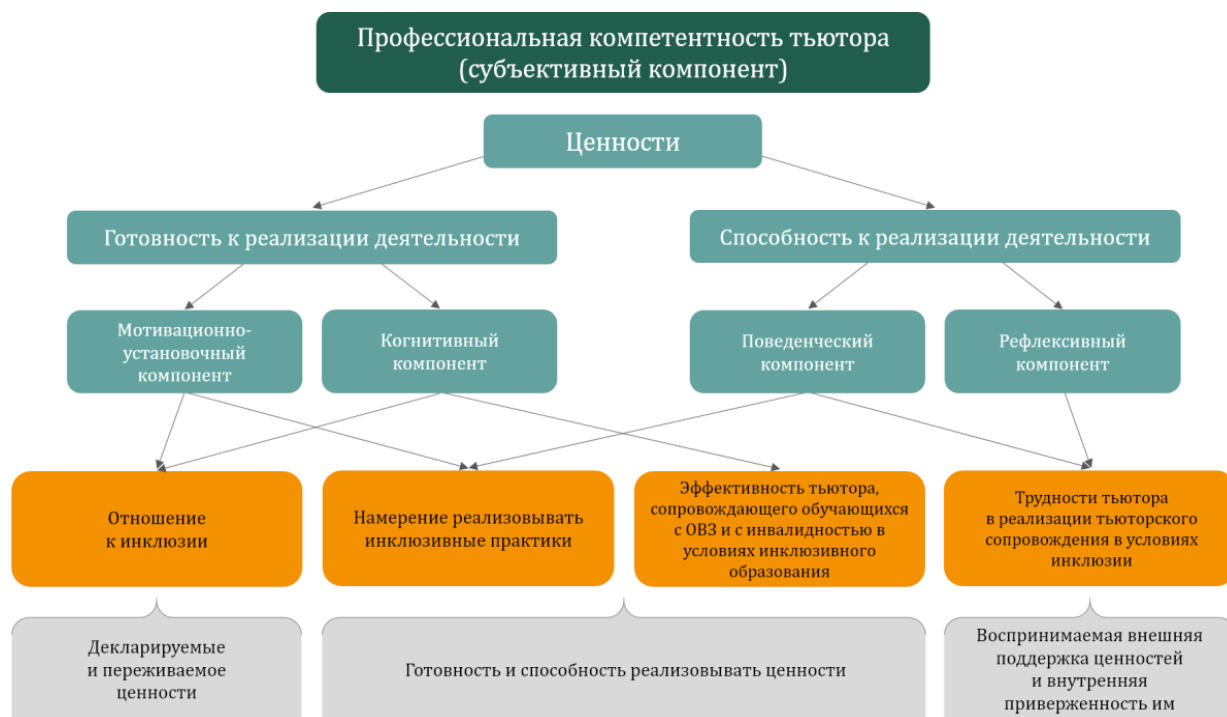 Профессиональная компетентность тьютора
(субъективный компонент)
Ценности
Готовность к реализации деятельности
Способность к реализации деятельности
Мотивационно-
установочный
компонент
Когнитивный
компонент
Поведенческий
компонент
Рефлексивный
компонент
Отношение
к инклюзии
Намерение реализовывать
инклюзивные практики
Эффективность тьютора,
сопровождающего обучающихся
с ОВЗ и с инвалидностью в
условиях инклюзивного
образования
Трудности тьютора
в реализации тьюторского
сопровождения в условиях
инклюзии
Декларируемые
и переживаемое
ценности
Готовность и способность реализовывать ценности
Воспринимаемая внешняя
поддержка ценностей
и внутренняя
приверженность им